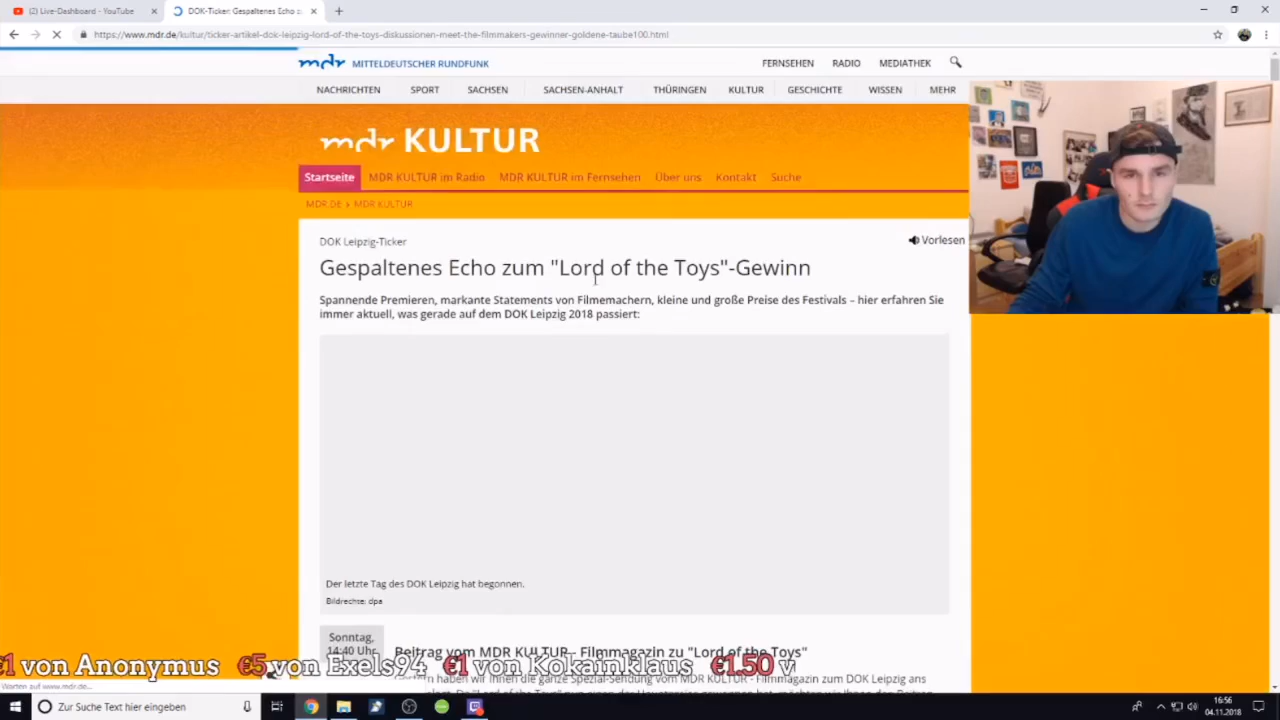 (2) Live-Dashboard - YouTube
DOK-Ticker: Gespaltenes Echo zu
https://www.mdr.de/kultur/ticker-artikel-dok-leipzig-lord-of-the-toys-diskussionen-meet-the-filmmakers-gewinner-goldene-taube100.html
mdr MITTELDEUTSCHER RUNDFUNK
FERNSEHEN RADIO MEDIATHEK
NACHRICHTEN SPORT SACHSEN SACHSEN-ANHALT THÜRINGEN KULTUR GESCHICHTE WISSEN MEHR
mdr KULTUR
Startseite MDR KULTUR im Radio MDR KULTUR im Fernsehen Über uns Kontakt Suche
MDR.DE › MDR KULTUR
DOK Leipzig-Ticker
Vorlesen
Gespaltenes Echo zum "Lord of the Toys"-Gewinn
Spannende Premieren, markante Statements von Filmemachern, kleine und große Preise des Festivals – hier erfahren Sie
immer aktuell, was gerade auf dem DOK Leipzig 2018 passiert:
Der letzte Tag des DOK Leipzig hat begonnen.
Bildrechte: dpa
Sonntag,
14:40 Uhr
Beitrag vom MDR KULTUR - Filmmagazin zu "Lord of the Toys"
€1 von Anonymus €5 von Exels94 €1 von Kokainklaus €1.50 v
haben wir Ihnen die ganze Spezial-Sendung vom MDR KULTUR - Filmmagazin zum DOK Leipzig ans
Warten auf www.mdr.de...
Zur Suche Text hier eingeben
16:56
04.11.2018